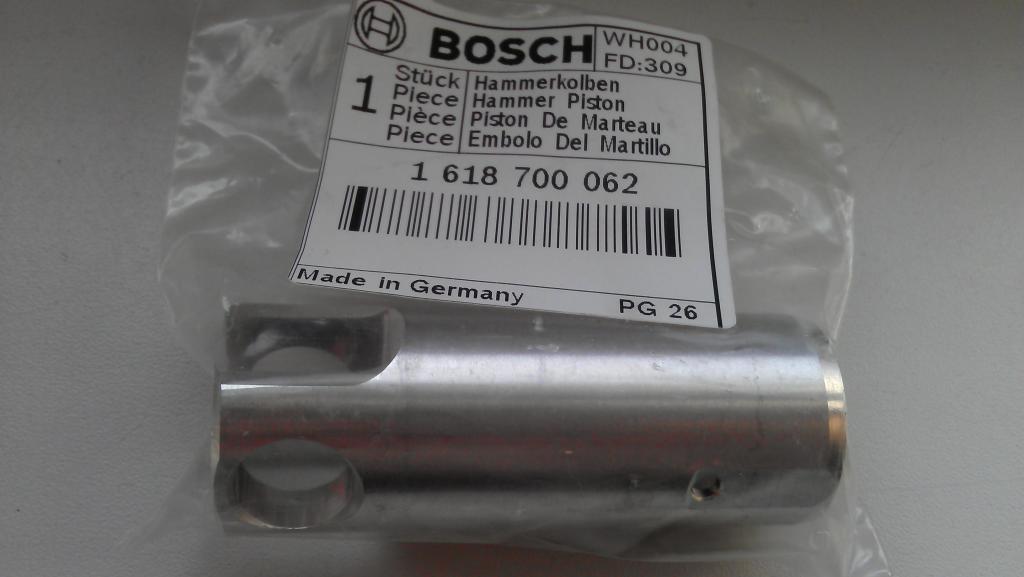 BOSCH
WH004
FD:309
1
Stück
Piece
Pièce
Piece
Hammerkolben
Hammer Piston
Piston De Marteau
Embolo Del Martillo
1 618 700 062
Made in Germany
PG 26